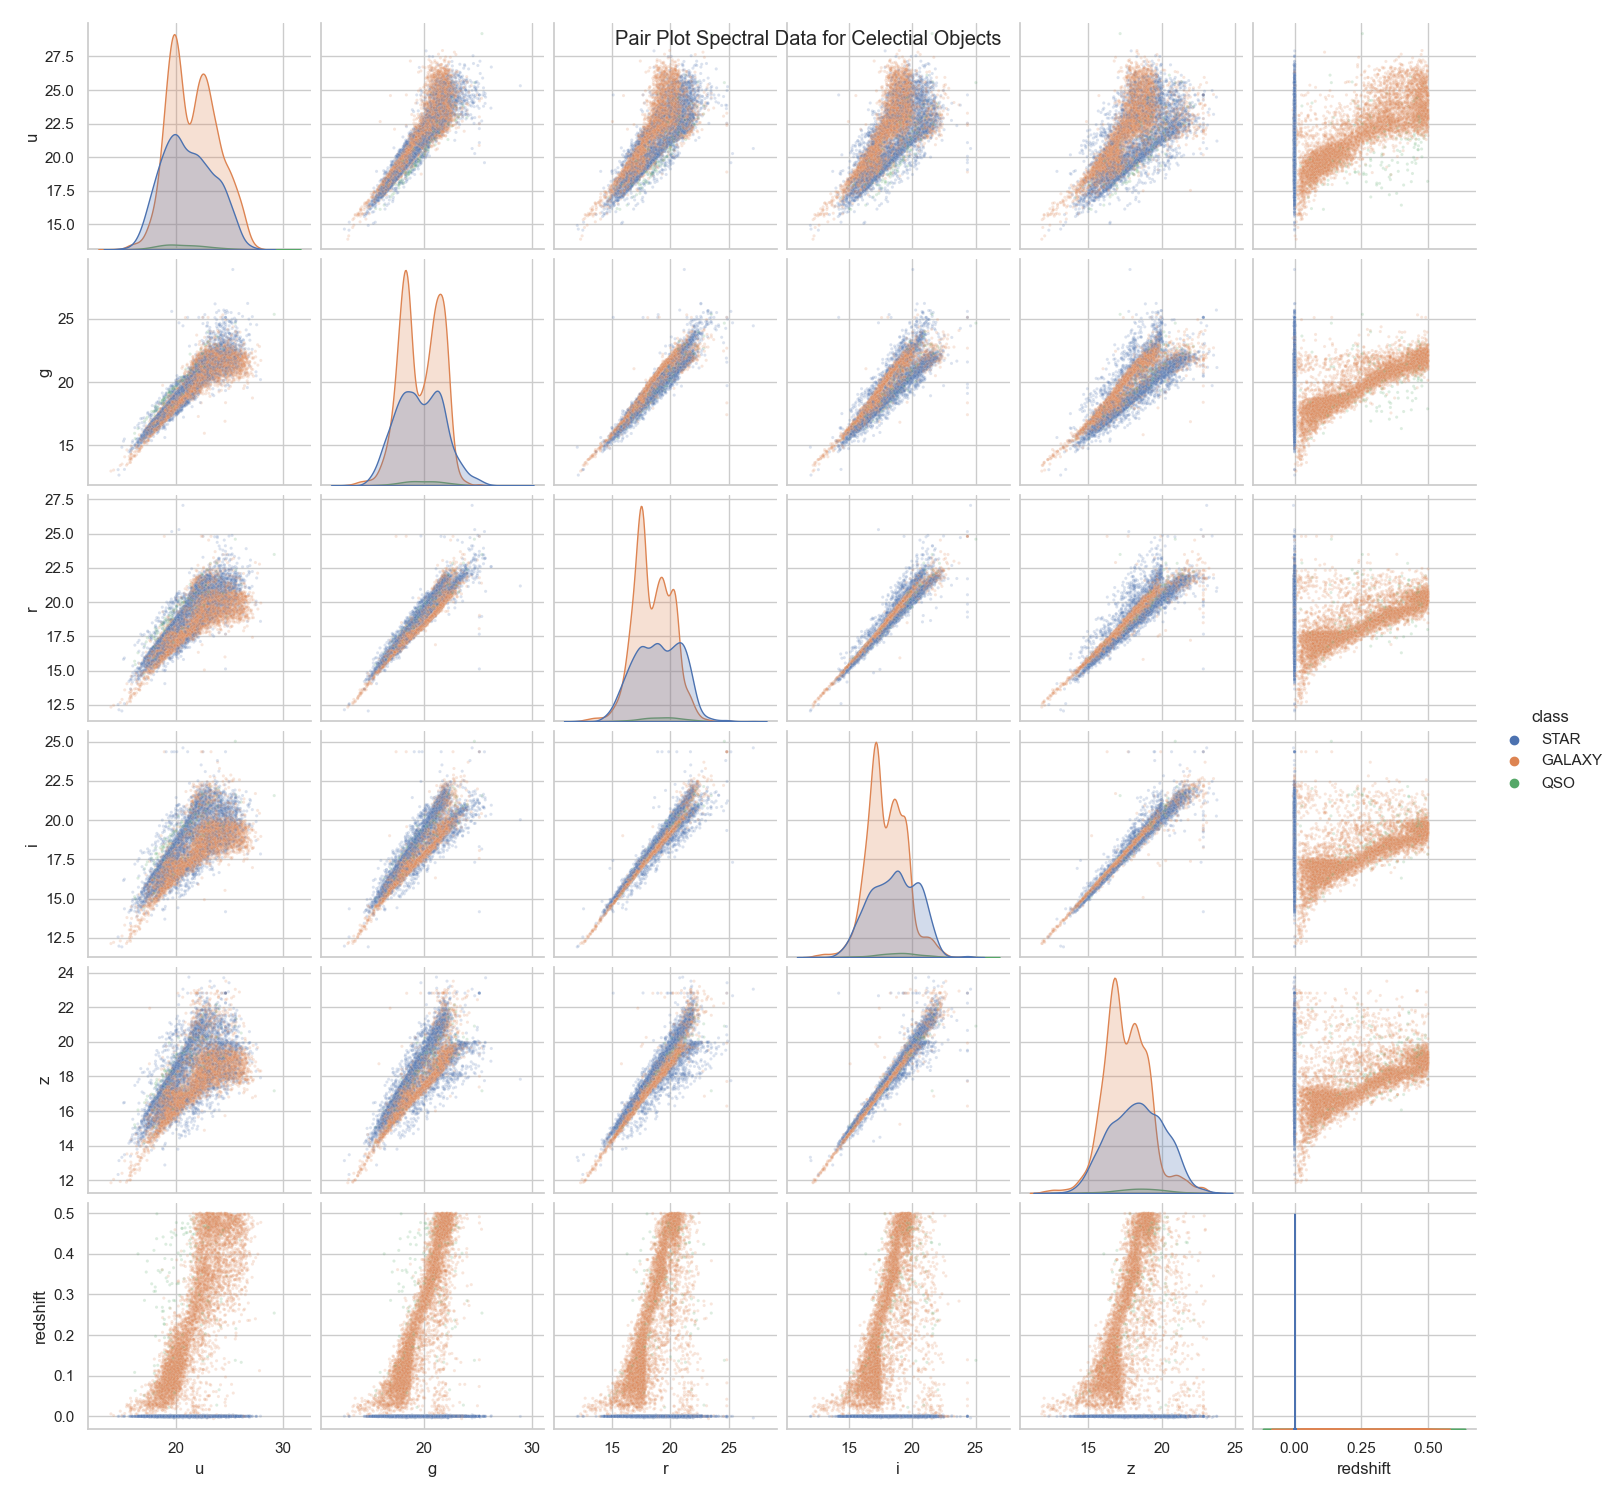 Pair Plot Spectral Data for Celectial Objects
27.5
25.0
22.5
20.0
17.5
15.0
u
25
20
15
g
27.5
25.0
22.5
20.0
17.5
15.0
12.5
r
25.0
22.5
20.0
17.5
15.0
12.5
i
24
22
20
18
16
14
12
z
0.5
0.4
0.3
0.2
0.1
0.0
redshift
20 30
20 30
15 20 25
15 20 25
15 20 25
0.00 0.25 0.50
u g r i z redshift
class
STAR
GALAXY
QSO